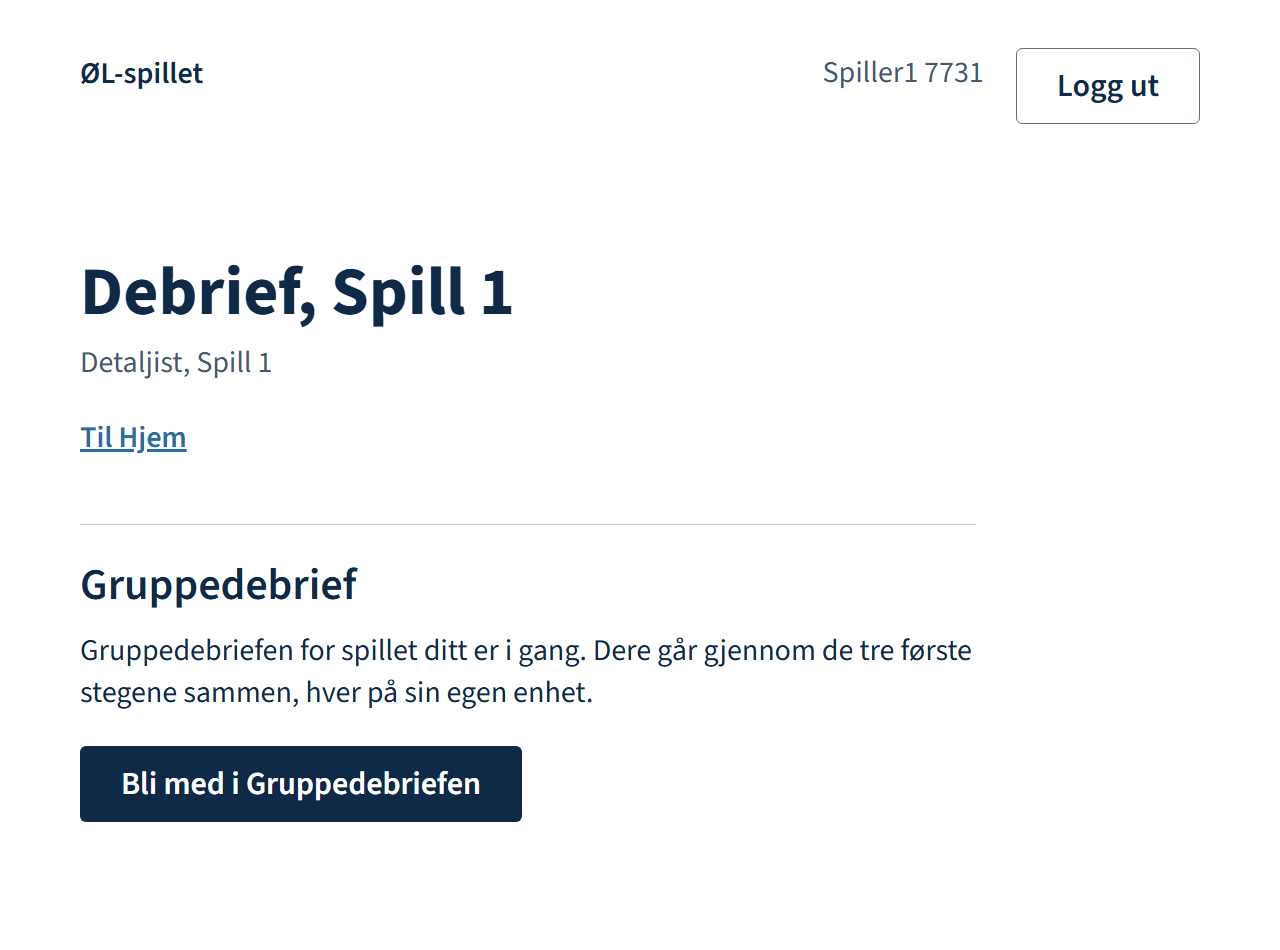 ØL-spillet
Spiller1 7731
Logg ut
Debrief, Spill 1
Detaljist, Spill 1
Til Hjem
Gruppedebrief
Gruppedebriefen for spillet ditt er i gang. Dere går gjennom de tre første
stegene sammen, hver på sin egen enhet.
Bli med i Gruppedebriefen